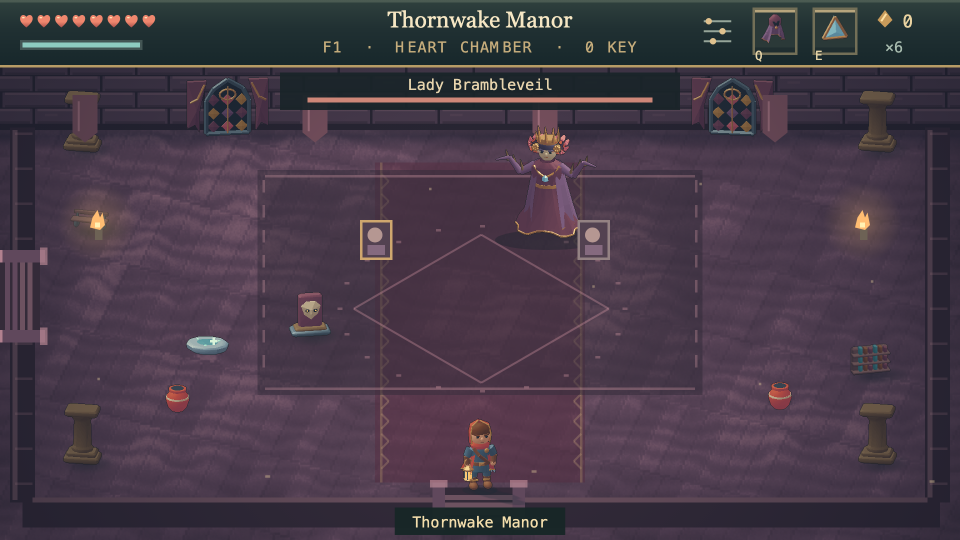 Thornwake Manor
F1 · HEART CHAMBER · 0 KEY
Q
E
0
×6
Lady Brambleveil
Thornwake Manor